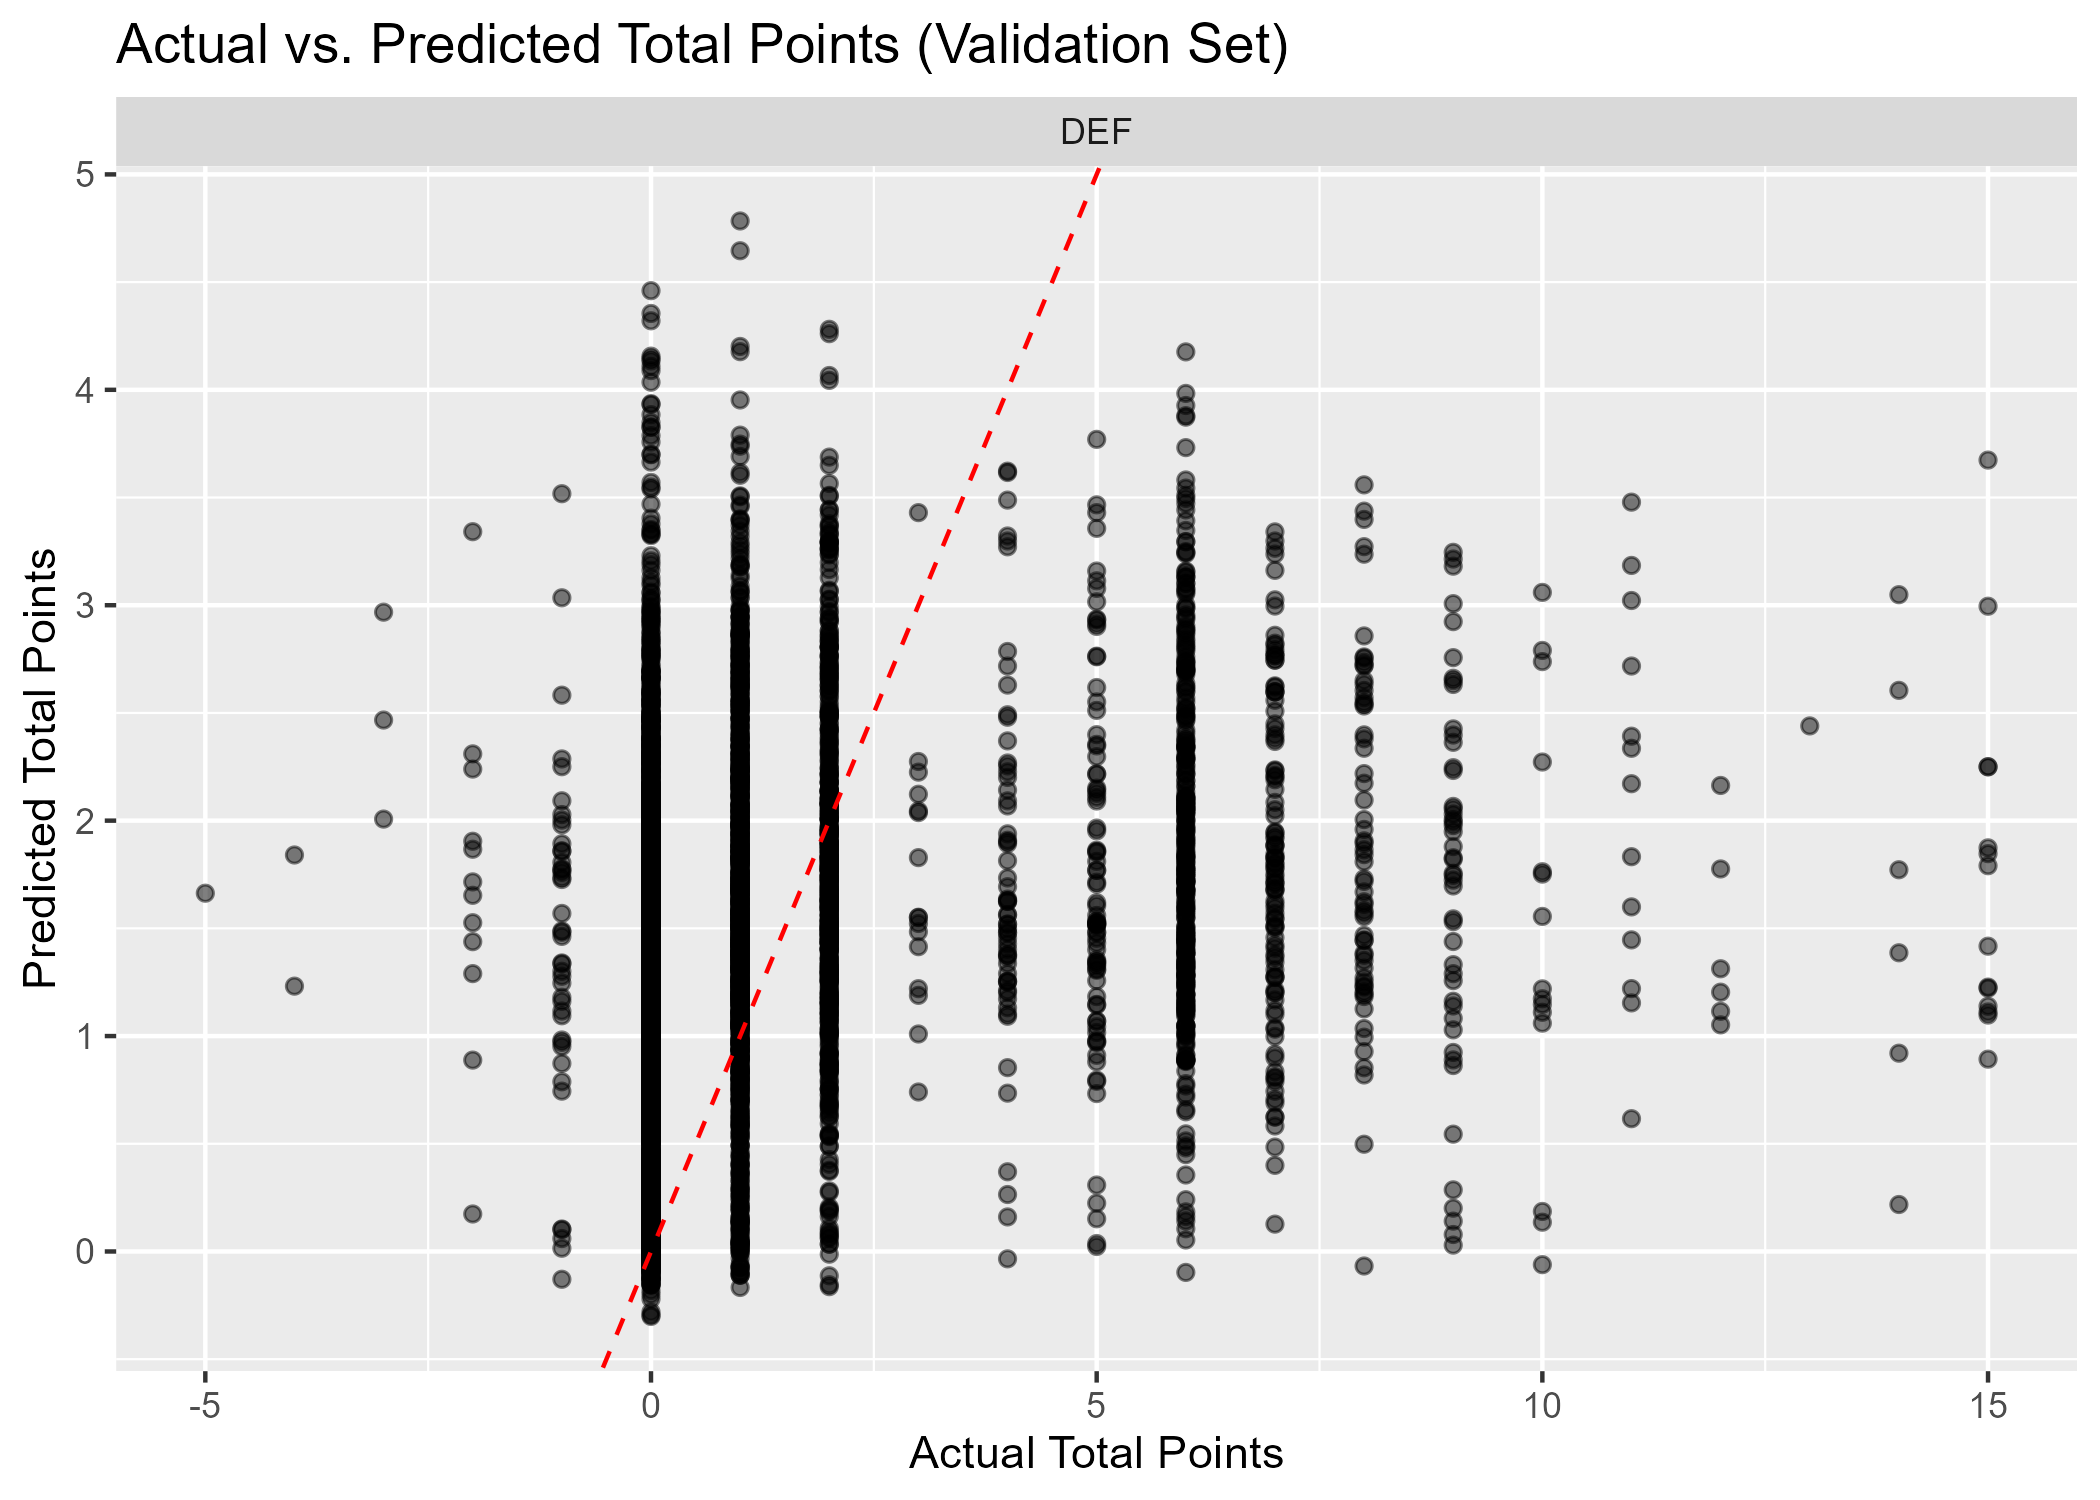 Actual vs. Predicted Total Points (Validation Set)
DEF
5
4
3
2
1
0
Predicted Total Points
-5 0 5 10 15
Actual Total Points